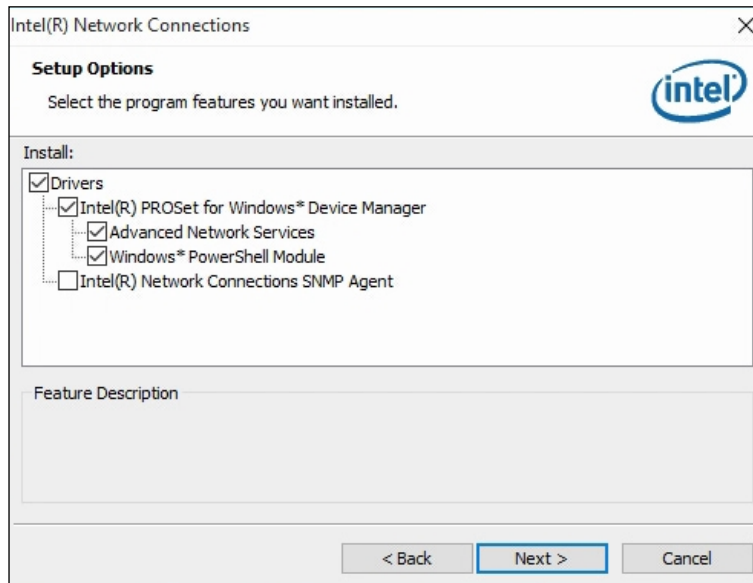 Intel(R) Network Connections
Setup Options
Select the program features you want installed.
intel
Install:
Drivers
Intel(R) PROSet for Windows* Device Manager
Advanced Network Services
Windows* PowerShell Module
Intel(R) Network Connections SNMP Agent
Feature Description
< Back Next > Cancel